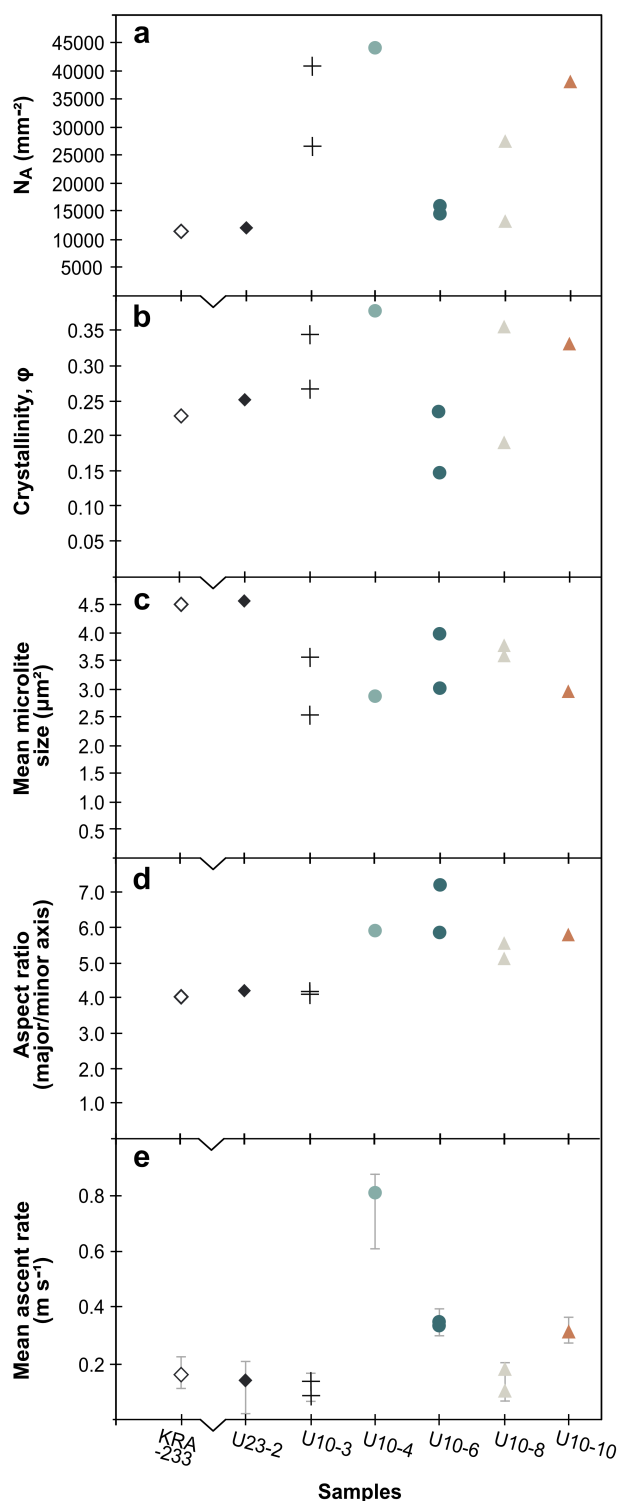 a
45000
40000
35000
30000
25000
20000
15000
10000
5000
NA (mm⁻²)
b
0.35
0.30
0.25
0.20
0.15
0.10
0.05
Crystallinity, φ
c
4.5
4.0
3.5
3.0
2.5
2.0
1.5
1.0
0.5
Mean microlite
size (µm²)
d
7.0
6.0
5.0
4.0
3.0
2.0
1.0
Aspect ratio
(major/minor axis)
e
0.8
0.6
0.4
0.2
Mean ascent rate
(m s⁻¹)
KRA
-233
U23-2
U10-3
U10-4
U10-6
U10-8
U10-10
Samples